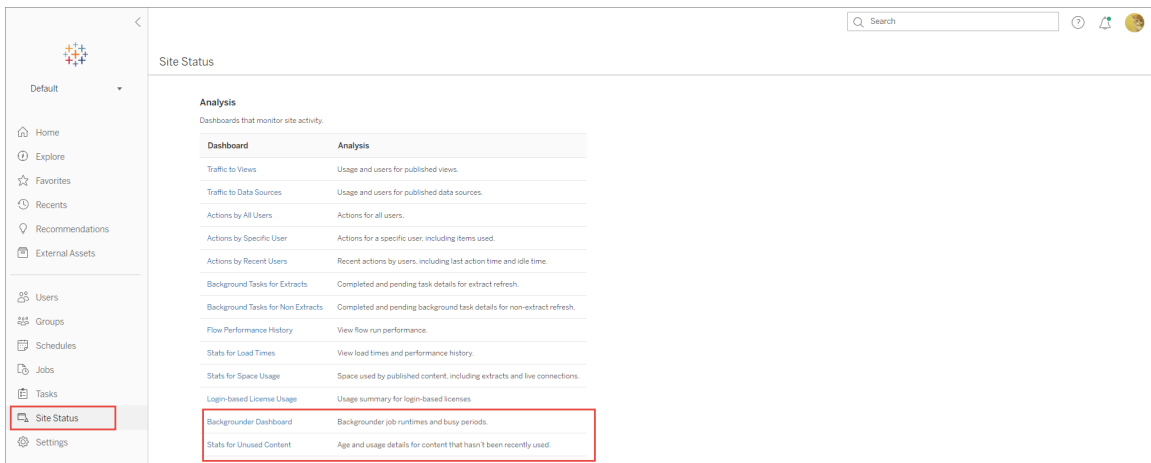 Search
Site Status
Default
Home
Explore
Favorites
Recents
Recommendations
External Assets
Users
Groups
Schedules
Jobs
Tasks
Site Status
Settings
Analysis
Dashboards that monitor site activity.
Dashboard Analysis
Traffic to Views Usage and users for published views.
Traffic to Data Sources Usage and users for published data sources.
Actions by All Users Actions for all users.
Actions by Specific User Actions for a specific user, including items used.
Actions by Recent Users Recent actions by users, including last action time and idle time.
Background Tasks for Extracts Completed and pending task details for extract refresh.
Background Tasks for Non Extracts Completed and pending background task details for non-extract refresh.
Flow Performance History View flow run performance.
Stats for Load Times View load times and performance history.
Stats for Space Usage Space used by published content, including extracts and live connections.
Login-based License Usage Usage summary for login-based licenses
Backgrounder Dashboard Backgrounder job runtimes and busy periods.
Stats for Unused Content Age and usage details for content that hasn't been recently used.